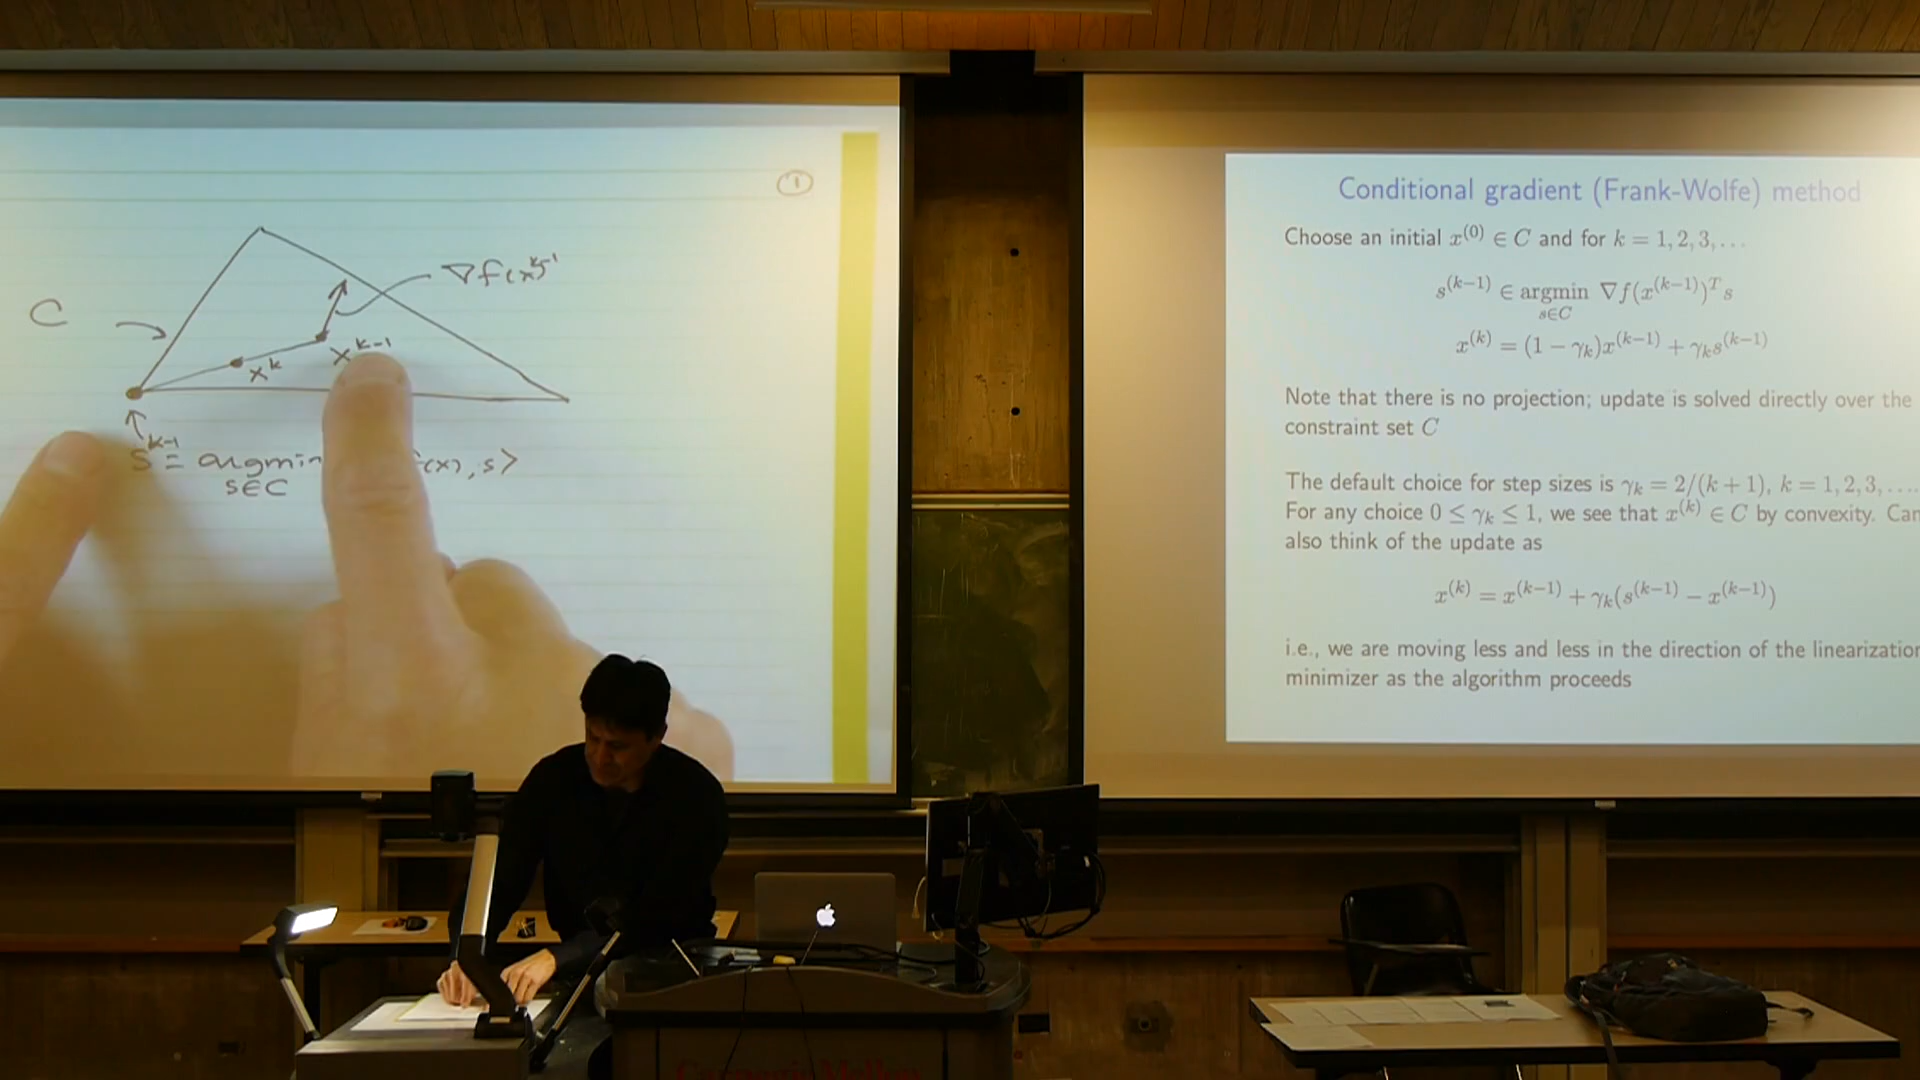 ①
∇f(x^{k-1})
C
x^{k-1}
x^k
s^{k-1} = argmin f(x), s>
s∈C
Conditional gradient (Frank-Wolfe) method
Choose an initial x^{(0)} ∈ C and for k = 1, 2, 3, . . .
s^{(k−1)} ∈ argmin ∇f(x^{(k−1)})^T s
s∈C
x^{(k)} = (1 − γ_k)x^{(k−1)} + γ_k s^{(k−1)}
Note that there is no projection; update is solved directly over the
constraint set C
The default choice for step sizes is γ_k = 2/(k + 1), k = 1, 2, 3, . . . .
For any choice 0 ≤ γ_k ≤ 1, we see that x^{(k)} ∈ C by convexity. Can
also think of the update as
x^{(k)} = x^{(k−1)} + γ_k(s^{(k−1)} − x^{(k−1)})
i.e., we are moving less and less in the direction of the linearization
minimizer as the algorithm proceeds
Carnegie Mellon